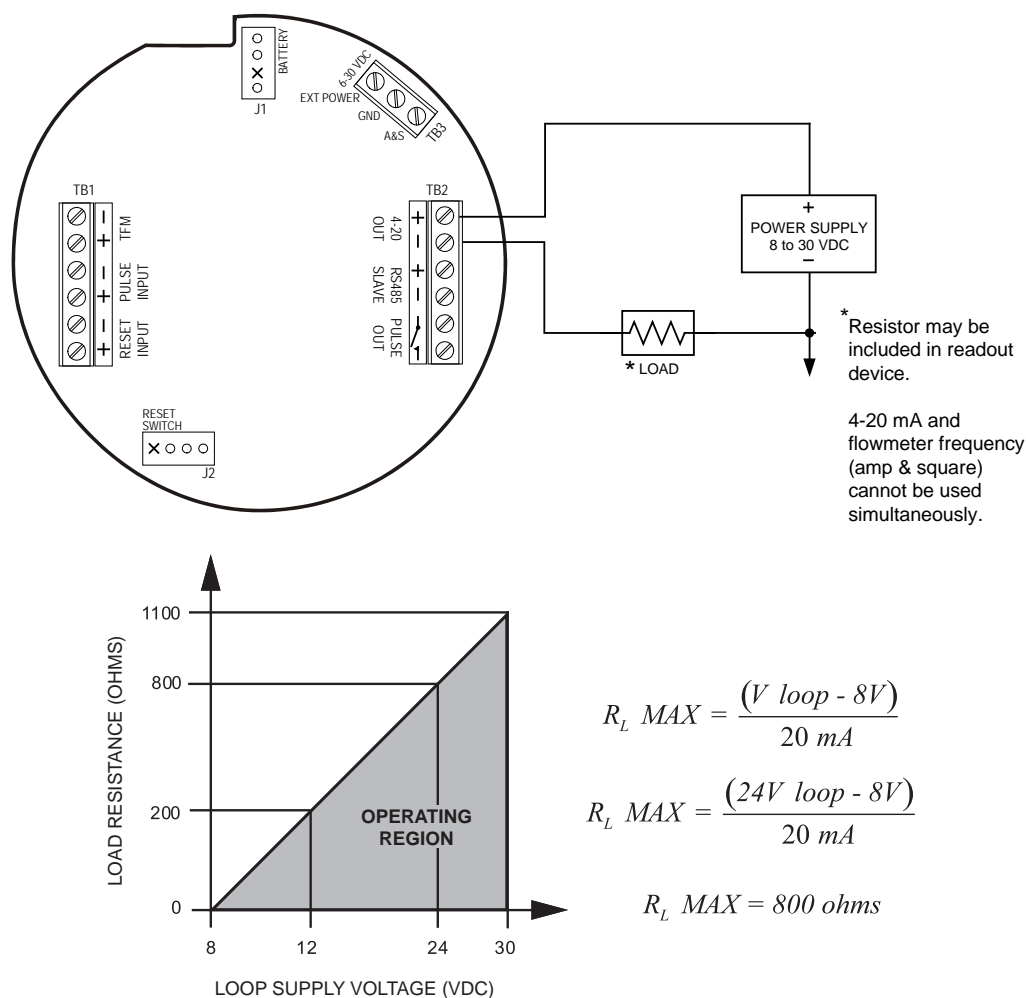 BATTERY
J1
6-30 VDC
EXT POWER
GND
A&S
TB3
TB1
− TFM
+
− PULSE
+ INPUT
− RESET
+ INPUT
TB2
+ 4-20
− OUT
+ RS485
− SLAVE
PULSE
OUT
RESET
SWITCH
J2
+
POWER SUPPLY
8 to 30 VDC
−
* LOAD
*Resistor may be
included in readout
device.
4-20 mA and
flowmeter frequency
(amp & square)
cannot be used
simultaneously.
LOAD RESISTANCE (OHMS)
1100
800
200
0
OPERATING
REGION
8 12 24 30
LOOP SUPPLY VOLTAGE (VDC)
R_L MAX = (V loop - 8V)
20 mA
R_L MAX = (24V loop - 8V)
20 mA
R_L MAX = 800 ohms